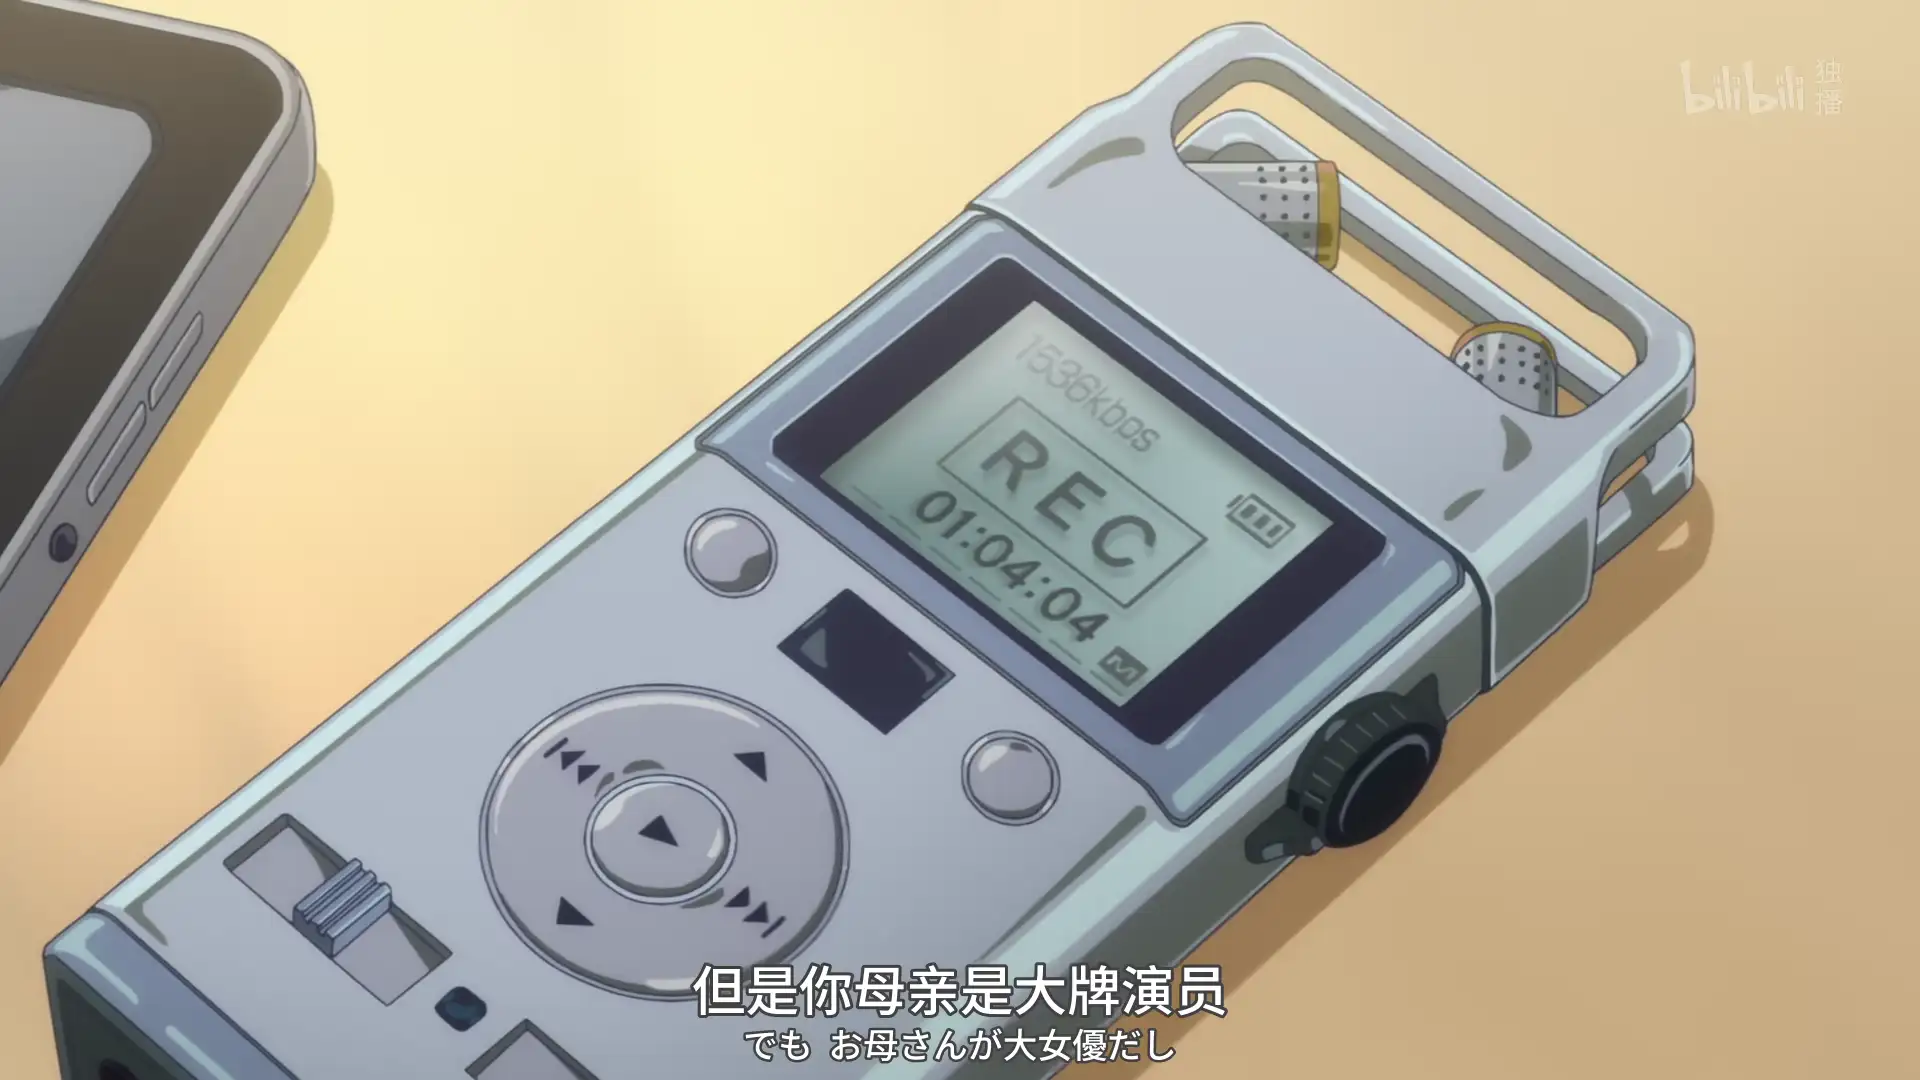 bilibili 独播
1536kbps
REC
01:04:04
M
但是你母亲是大牌演员
でも お母さんが大女優だし